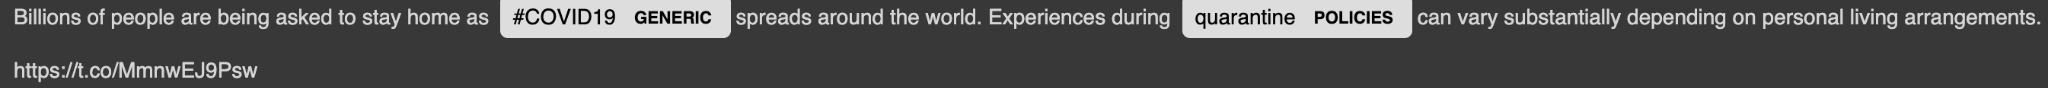 Billions of people are being asked to stay home as #COVID19 GENERIC spreads around the world. Experiences during quarantine POLICIES can vary substantially depending on personal living arrangements.
https://t.co/MmnwEJ9Psw